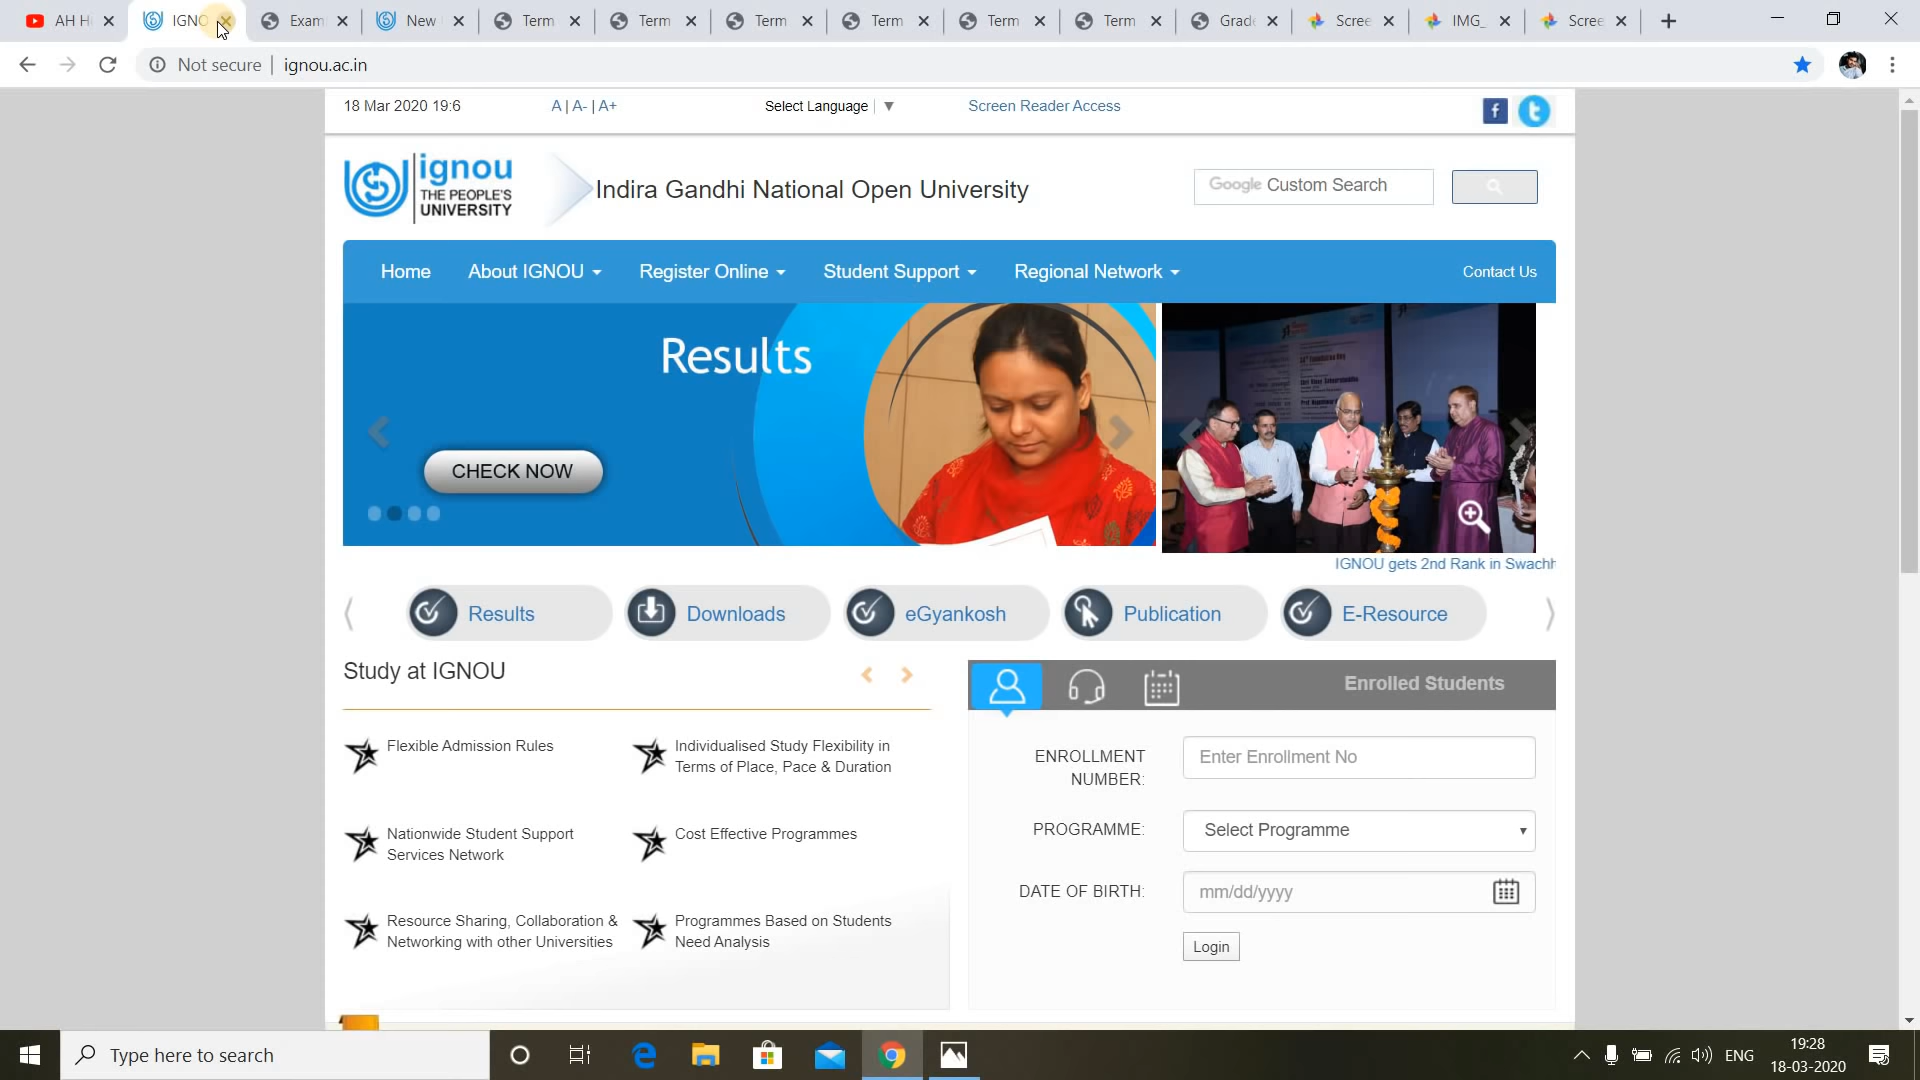 AH H
IGNO
Exam
New
Term
Term
Term
Term
Term
Term
Grade
Scree
IMG_
Scree
Not secure | ignou.ac.in
18 Mar 2020 19:6
A | A- | A+
Select Language
Screen Reader Access
ignou
THE PEOPLE'S
UNIVERSITY
Indira Gandhi National Open University
Google Custom Search
Home
About IGNOU
Register Online
Student Support
Regional Network
Contact Us
Results
CHECK NOW
IGNOU gets 2nd Rank in Swachh
Results
Downloads
eGyankosh
Publication
E-Resource
Study at IGNOU
Flexible Admission Rules
Individualised Study Flexibility in
Terms of Place, Pace & Duration
Nationwide Student Support
Services Network
Cost Effective Programmes
Resource Sharing, Collaboration &
Networking with other Universities
Programmes Based on Students
Need Analysis
Enrolled Students
ENROLLMENT
NUMBER:
Enter Enrollment No
PROGRAMME:
Select Programme
DATE OF BIRTH:
mm/dd/yyyy
Login
Type here to search
ENG
19:28
18-03-2020